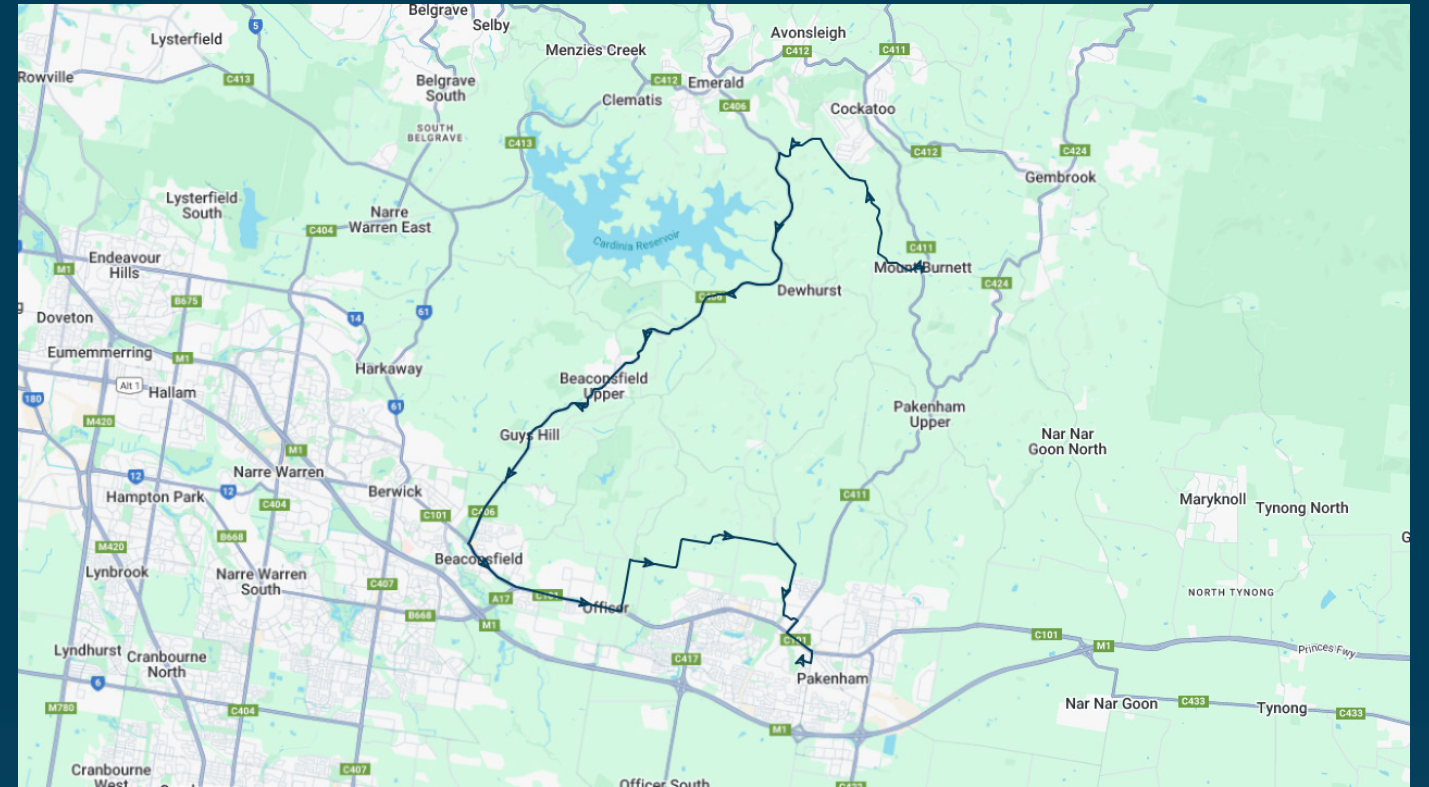 Belgrave
Selby
5
Lysterfield
Avonsleigh
C412
C411
Menzies Creek
Rowville
C413
Belgrave
South
C412
Emerald
Clematis
C406
Cockatoo
SOUTH
BELGRAVE
C413
C412
C424
Gembrook
Lysterfield
South
Narre
Warren East
C404
Cardinia Reservoir
C411
Endeavour
Hills
M1
Mount Burnett
C424
Dewhurst
B675
61
14
Doveton
Eumemmerring
M1
Harkaway
Alt 1
Hallam
180
Beaconsfield
Upper
61
M420
Pakenham
Upper
Guys Hill
Nar Nar
Goon North
M1
Narre Warren
12
12
Hampton Park
Berwick
C411
Maryknoll
Tynong North
C404
C101
C406
B668
M420
Beaconsfield
Lynbrook
Narre Warren
South
C407
NORTH TYNONG
A17
C101
Officer
B668
M1
C101
C101
M1
Princes Fwy
Lyndhurst
Cranbourne
North
C417
Pakenham
6
M780
C404
Nar Nar Goon
C433
Tynong
C433
M1
Cranbourne
West
C407
Officer South